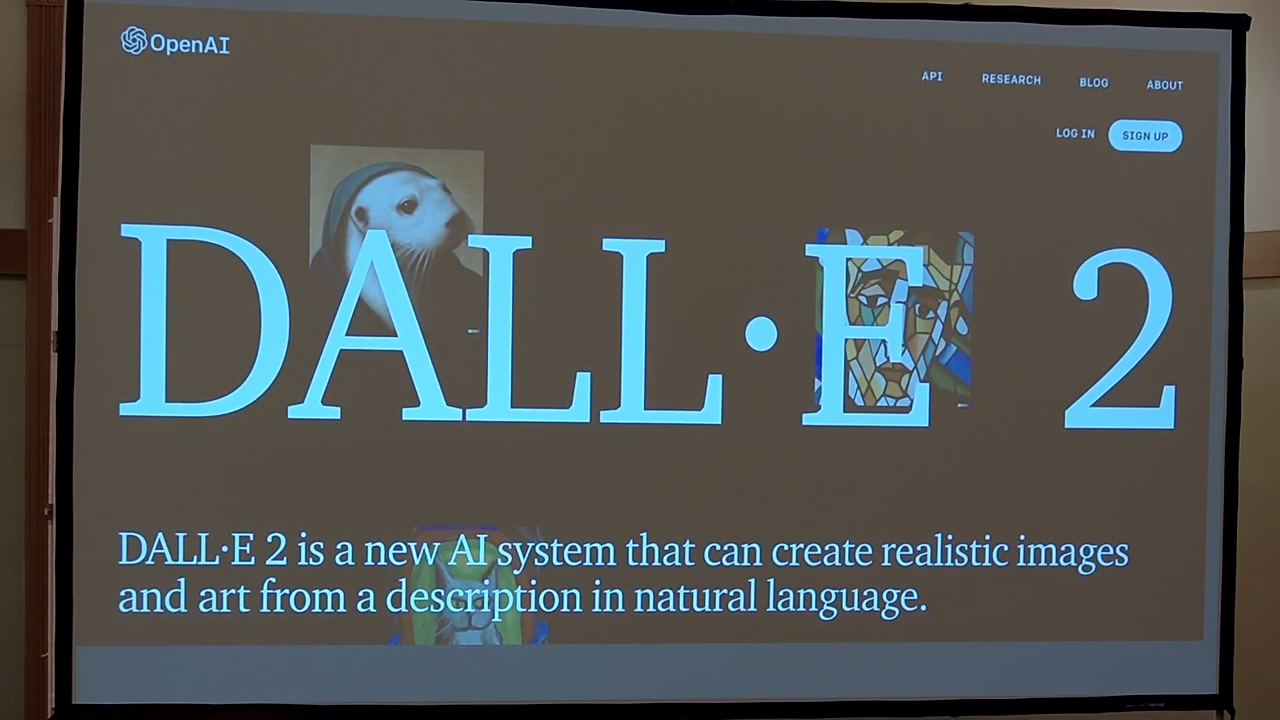 OpenAI
API RESEARCH BLOG ABOUT
LOG IN SIGN UP
DALL·E 2
DALL·E 2 is a new AI system that can create realistic images
and art from a description in natural language.